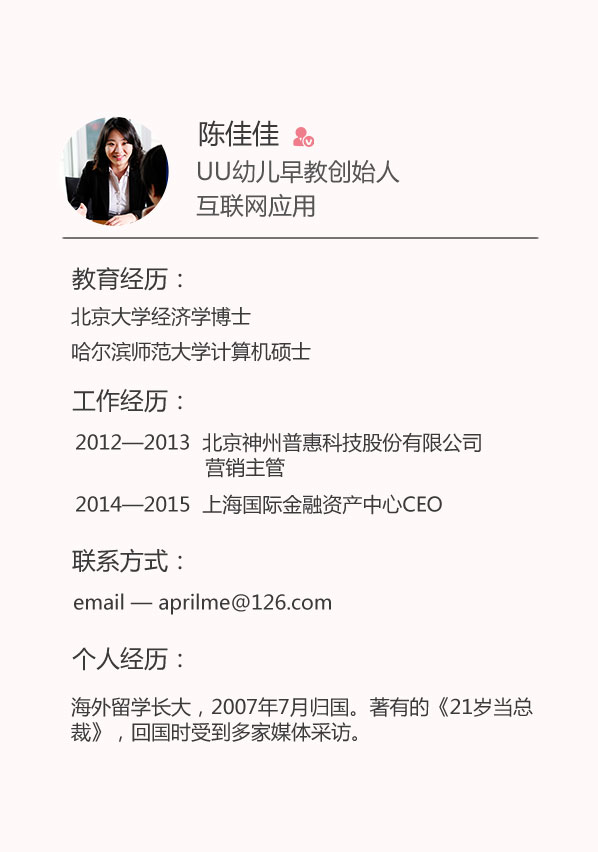 陈佳佳
UU幼儿早教创始人
互联网应用
教育经历：
北京大学经济学博士
哈尔滨师范大学计算机硕士
工作经历：
2012—2013 北京神州普惠科技股份有限公司
营销主管
2014—2015 上海国际金融资产中心CEO
联系方式：
email — aprilme@126.com
个人经历：
海外留学长大，2007年7月归国。著有的《21岁当总
裁》，回国时受到多家媒体采访。